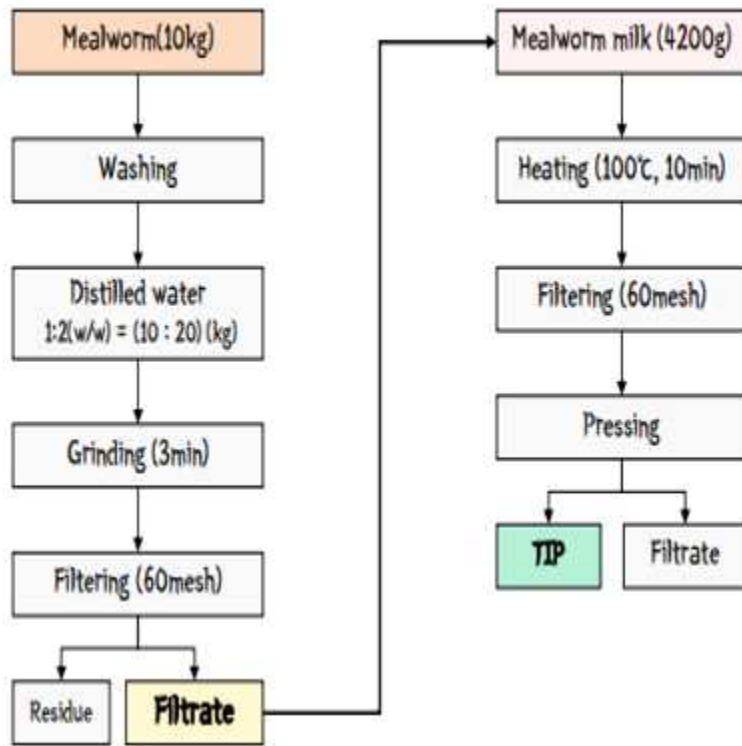 Mealworm(10kg)
Washing
Distilled water
1:2(w/w) = (10 : 20) (kg)
Grinding (3min)
Filtering (60mesh)
Residue
Filtrate
Mealworm milk (4200g)
Heating (100℃, 10min)
Filtering (60mesh)
Pressing
TIP
Filtrate